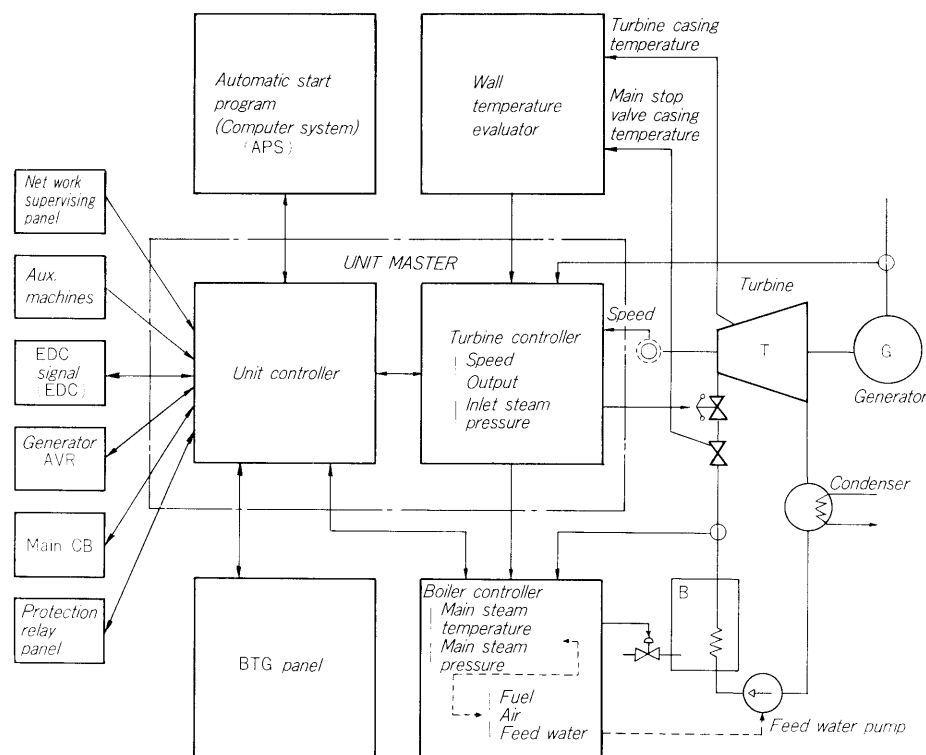 Automatic start
program
(Computer system)
(APS)
Wall
temperature
evaluator
Turbine casing
temperature
Main stop
valve casing
temperature
Net work
supervising
panel
Aux.
machines
EDC
signal
(EDC)
Generator
AVR
Main CB
Protection
relay
panel
UNIT MASTER
Unit controller
Turbine controller
Speed
Output
Inlet steam
pressure
Speed
Turbine
T
G
Generator
Condenser
BTG panel
Boiler controller
Main steam
temperature
Main steam
pressure
Fuel
Air
Feed water
B
Feed water pump